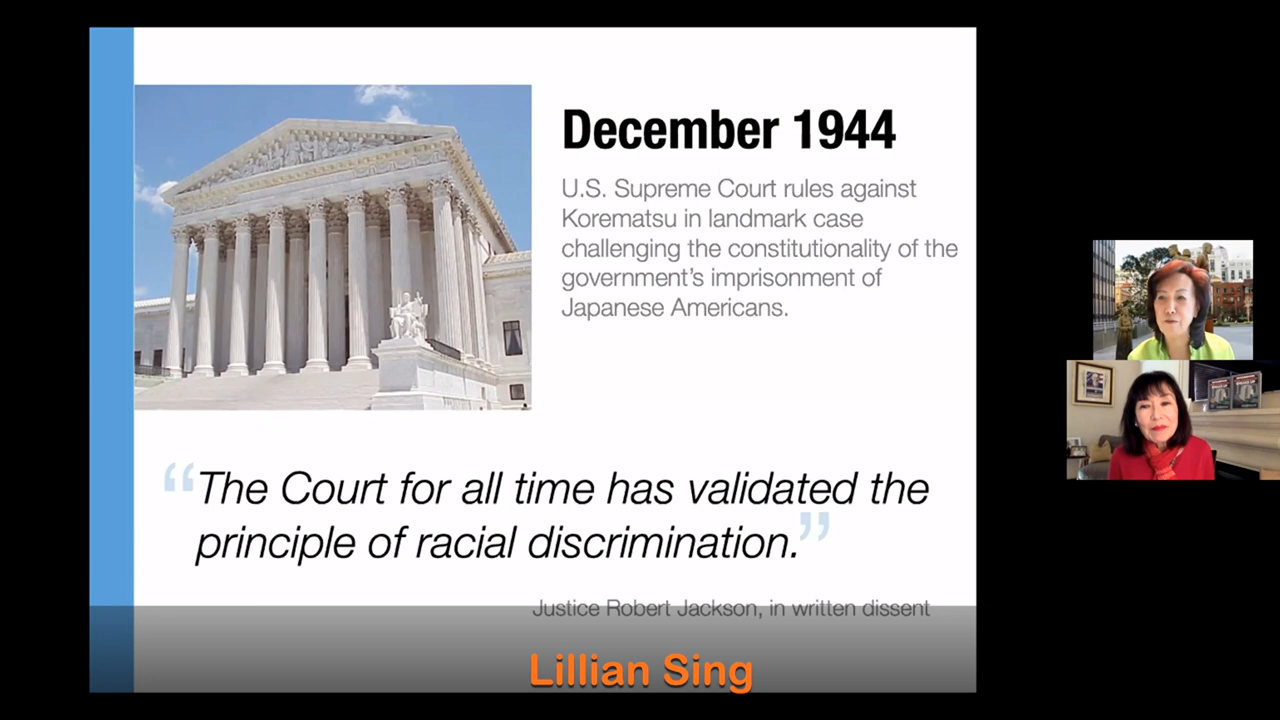 December 1944
U.S. Supreme Court rules against
Korematsu in landmark case
challenging the constitutionality of the
government’s imprisonment of
Japanese Americans.
“The Court for all time has validated the
principle of racial discrimination.”
Justice Robert Jackson, in written dissent
Lillian Sing